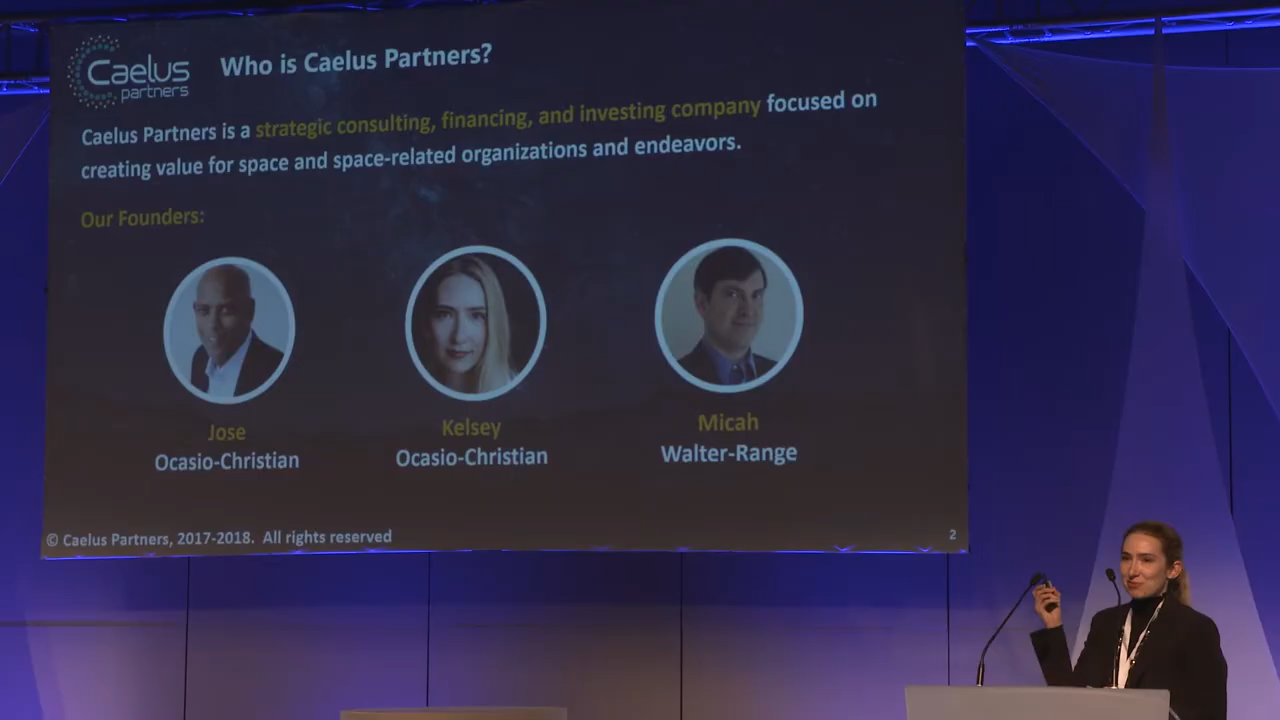 Caelus
partners
Who is Caelus Partners?
Caelus Partners is a strategic consulting, financing, and investing company focused on
creating value for space and space-related organizations and endeavors.
Our Founders:
Jose
Ocasio-Christian
Kelsey
Ocasio-Christian
Micah
Walter-Range
© Caelus Partners, 2017-2018. All rights reserved
2